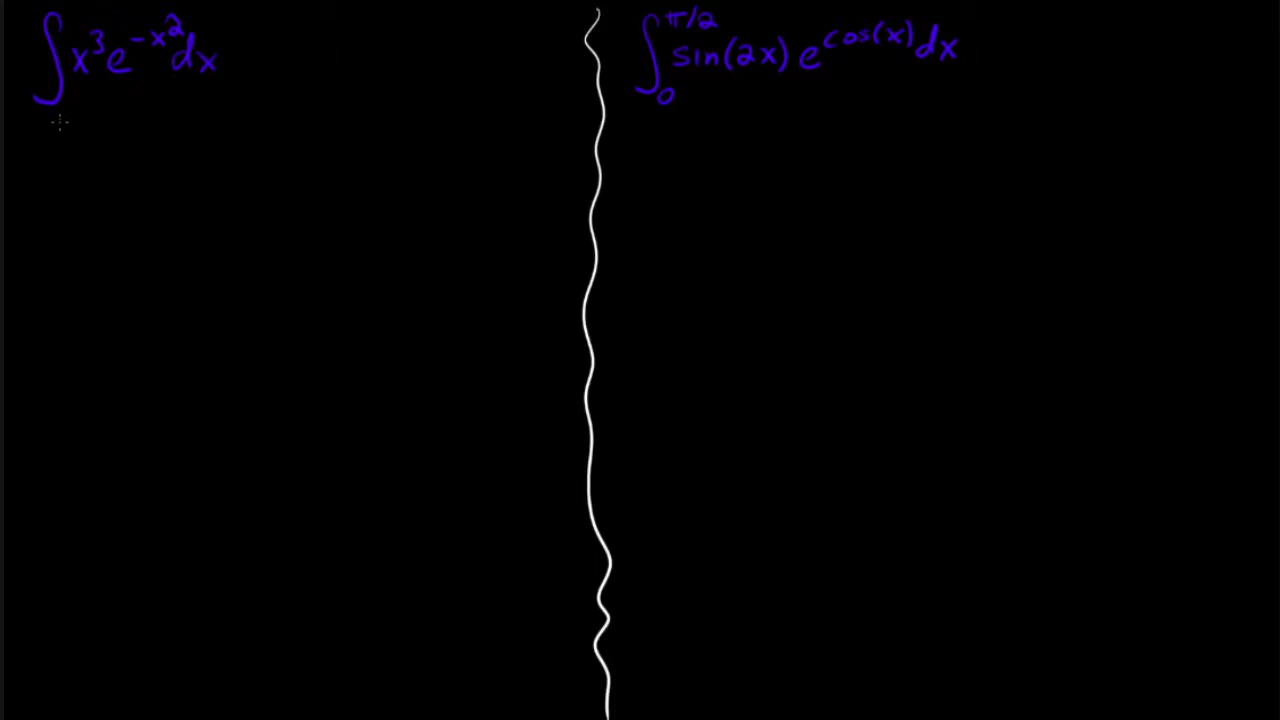 ∫x³e^(-x²)dx
∫₀^(π/2) sin(2x) e^(cos(x)) dx